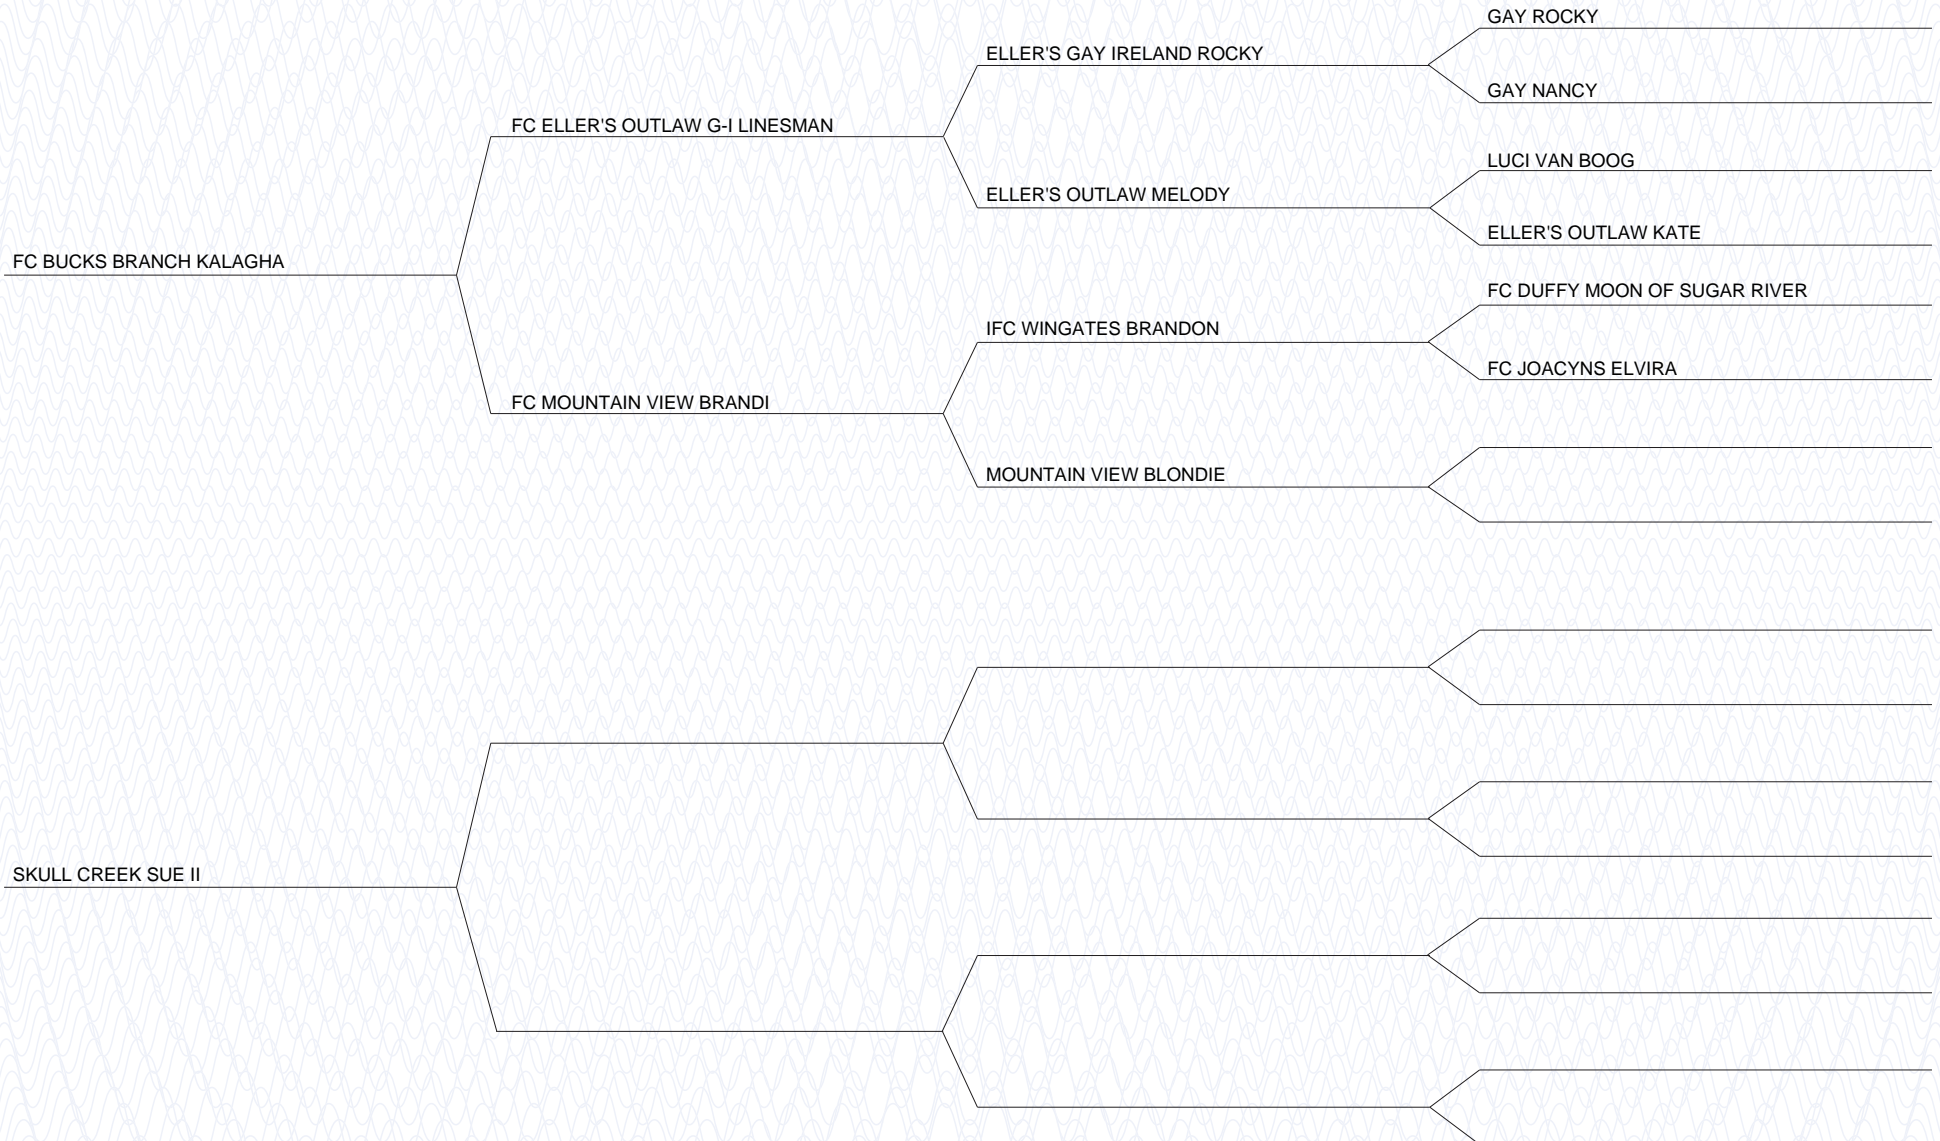 GAY ROCKY
ELLER'S GAY IRELAND ROCKY
GAY NANCY
FC ELLER'S OUTLAW G-I LINESMAN
LUCI VAN BOOG
ELLER'S OUTLAW MELODY
ELLER'S OUTLAW KATE
FC BUCKS BRANCH KALAGHA
FC DUFFY MOON OF SUGAR RIVER
IFC WINGATES BRANDON
FC JOACYNS ELVIRA
FC MOUNTAIN VIEW BRANDI
MOUNTAIN VIEW BLONDIE
SKULL CREEK SUE II